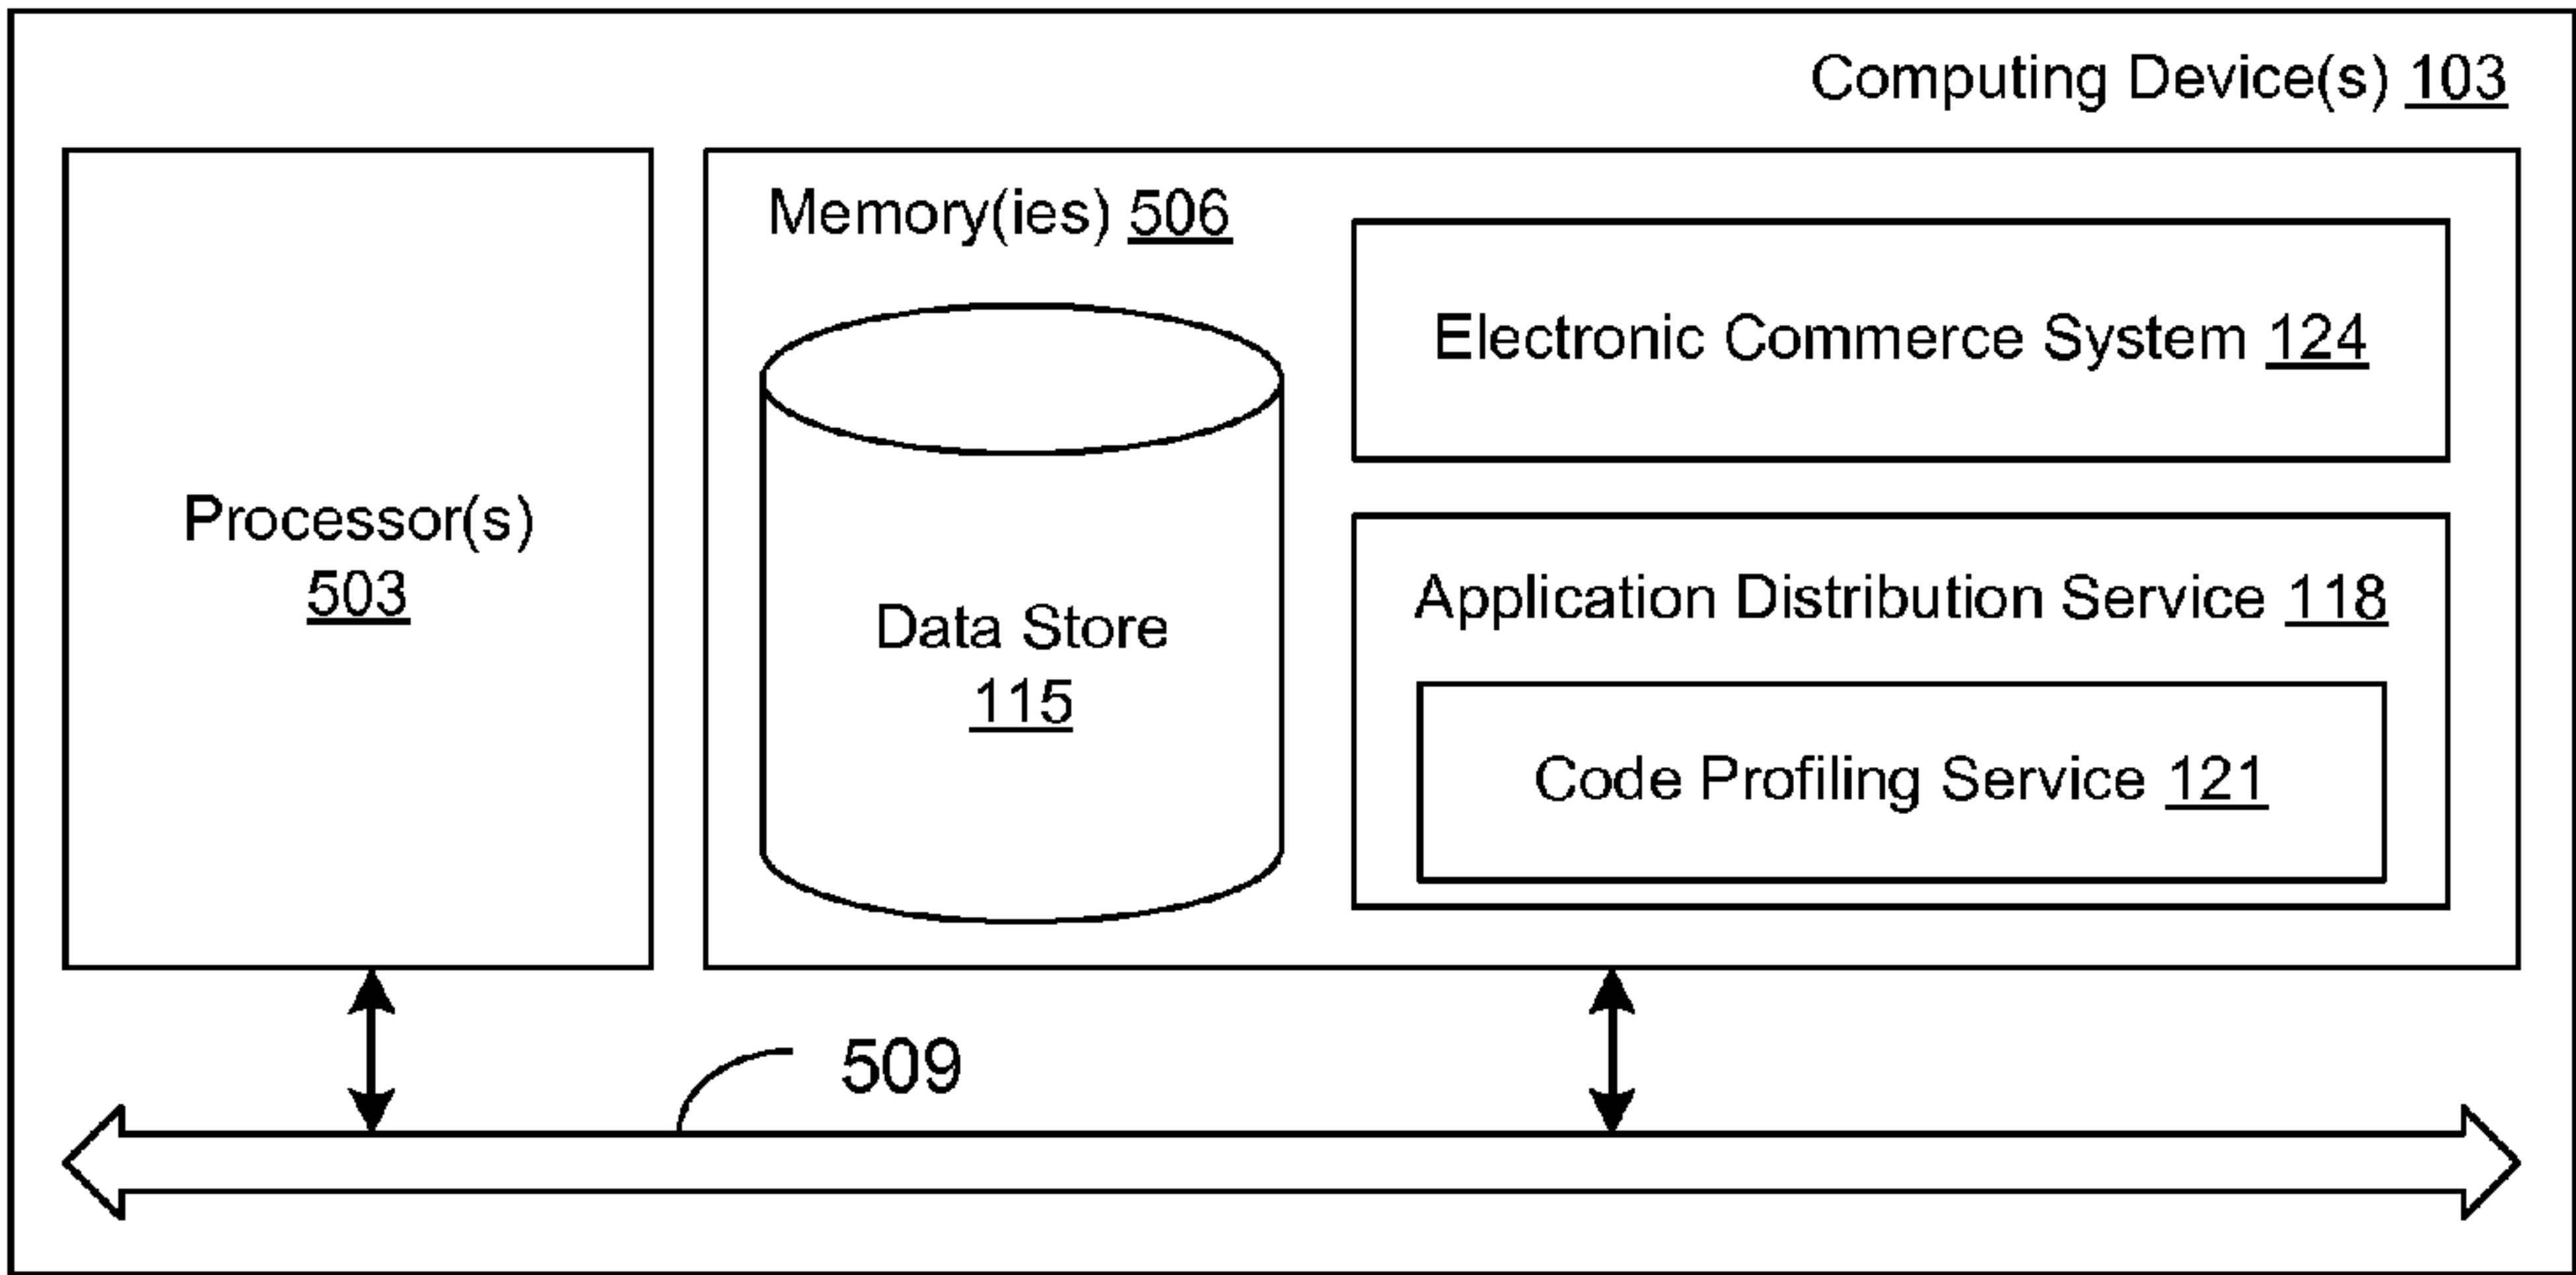 Computing Device(s) 103
Processor(s)
503
Memory(ies) 506
Data Store
115
Electronic Commerce System 124
Application Distribution Service 118
Code Profiling Service 121
509